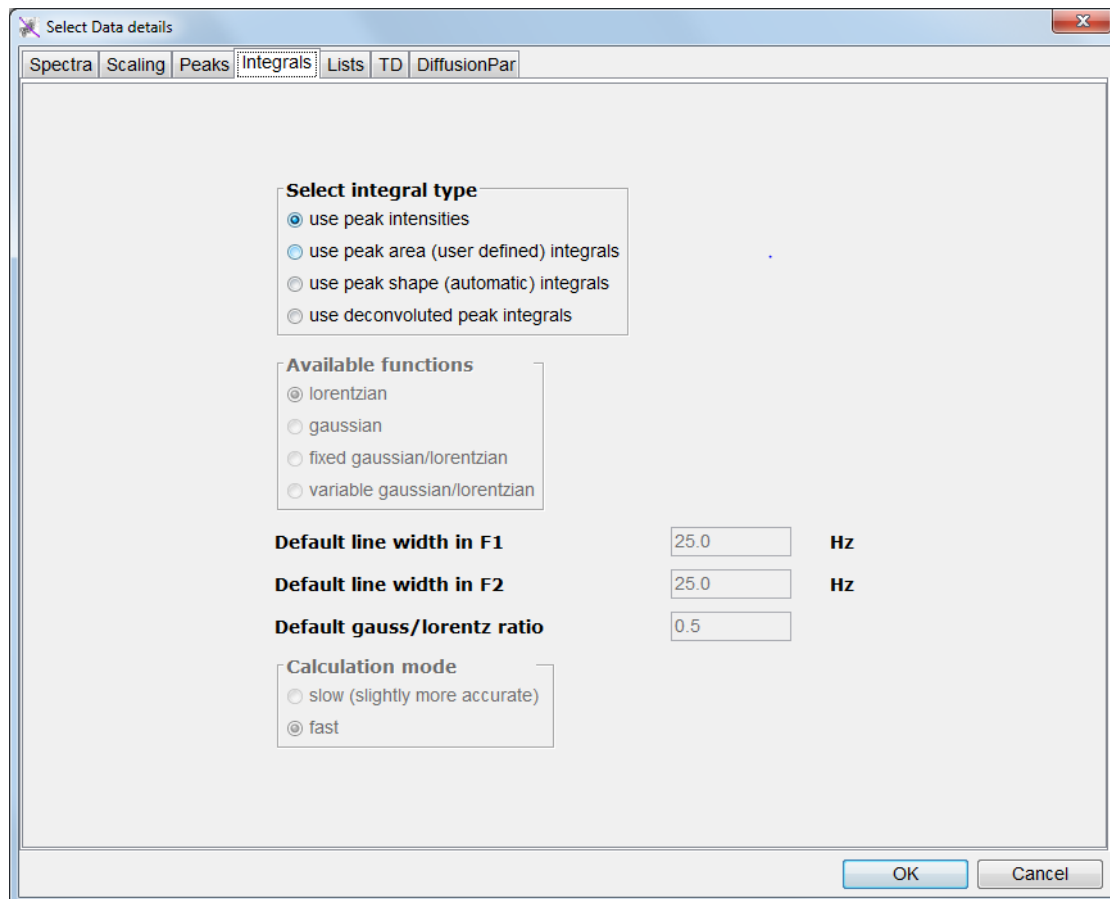 Select Data details
Spectra Scaling Peaks Integrals Lists TD DiffusionPar
Select integral type
use peak intensities
use peak area (user defined) integrals
use peak shape (automatic) integrals
use deconvoluted peak integrals
Available functions
lorentzian
gaussian
fixed gaussian/lorentzian
variable gaussian/lorentzian
Default line width in F1 25.0 Hz
Default line width in F2 25.0 Hz
Default gauss/lorentz ratio 0.5
Calculation mode
slow (slightly more accurate)
fast
OK Cancel